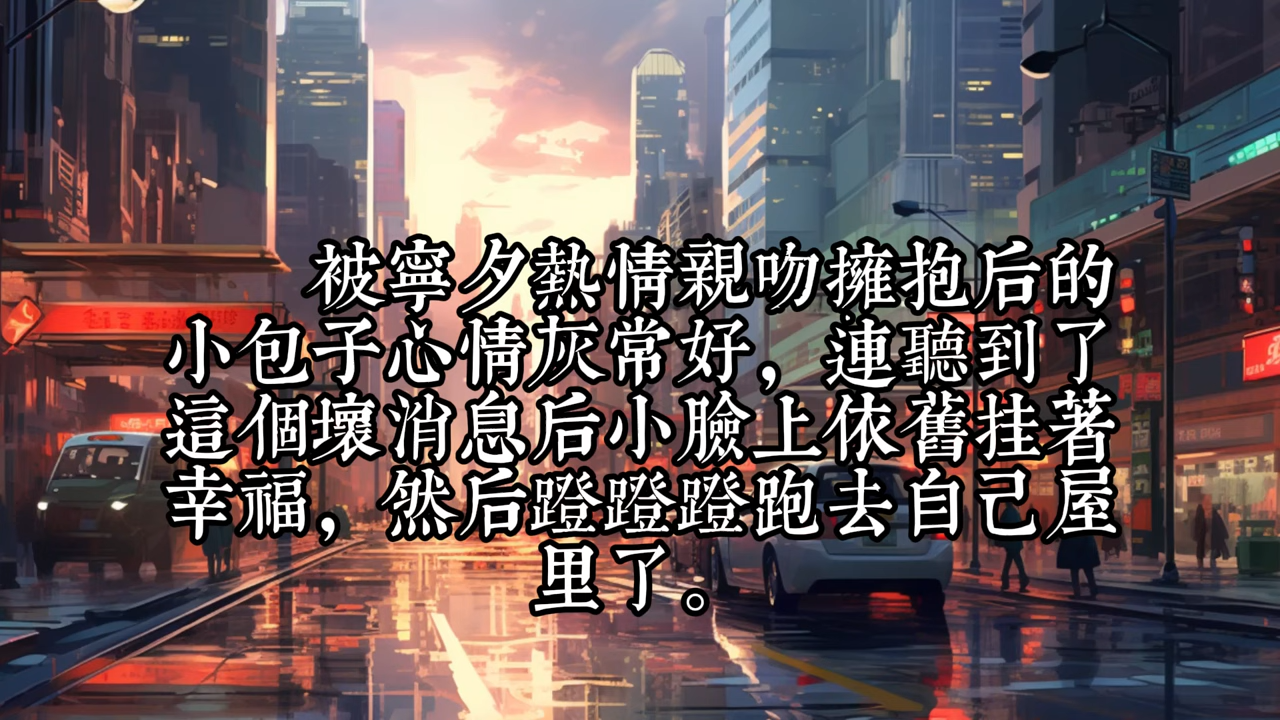 被寧夕熱情親吻擁抱后的
小包子心情灰常好，連聽到了
這個壞消息后小臉上依舊挂著
幸福，然后蹬蹬蹬跑去自己屋
里了。